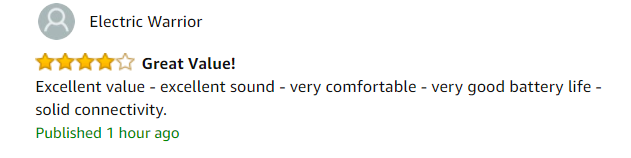 Electric Warrior
Great Value!
Excellent value - excellent sound - very comfortable - very good battery life -
solid connectivity.
Published 1 hour ago